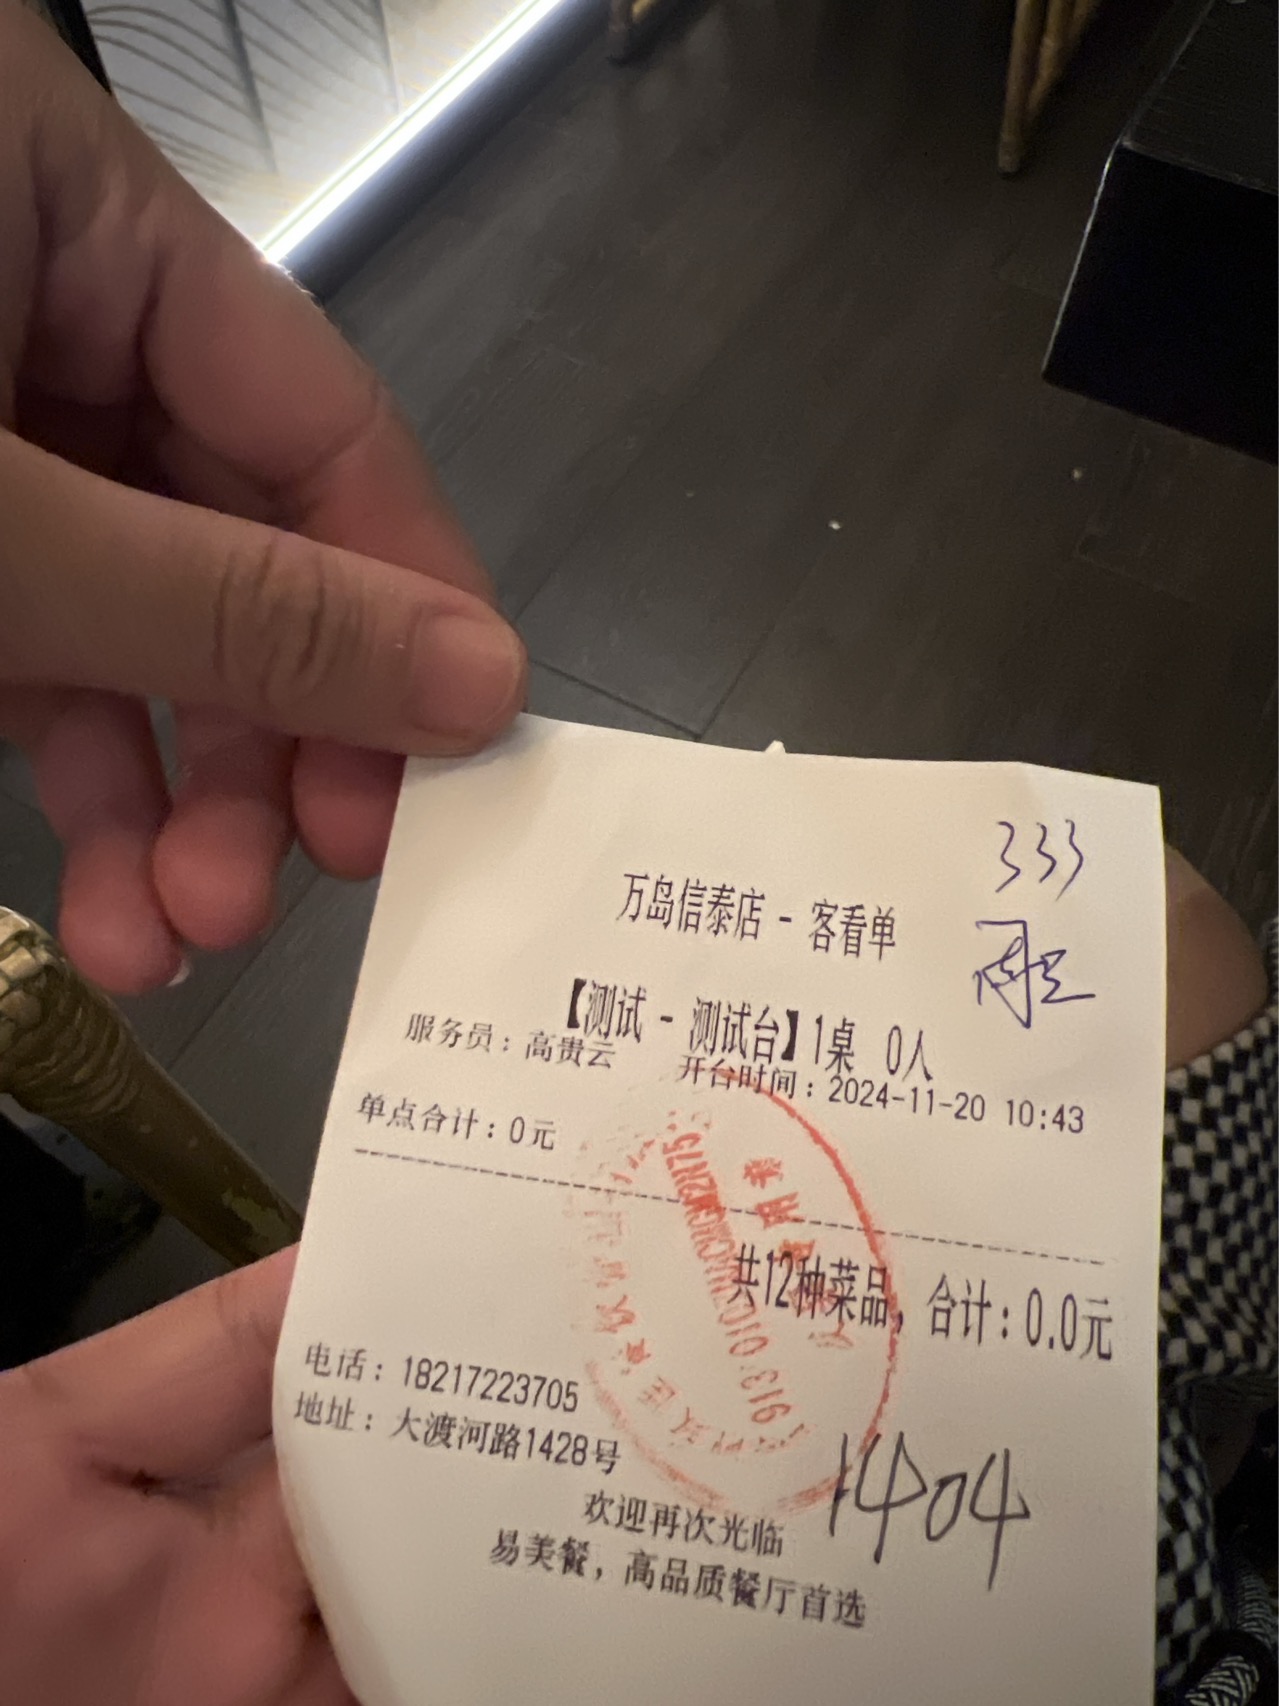 333
万岛信泰店 - 客看单
【测试 - 测试台】1桌 0人
服务员：高贵云 开台时间：2024-11-20 10:43
单点合计：0元
共12种菜品，合计：0.0元
电话：18217223705
地址：大渡河路1428号
1404
欢迎再次光临
易美餐，高品质餐厅首选